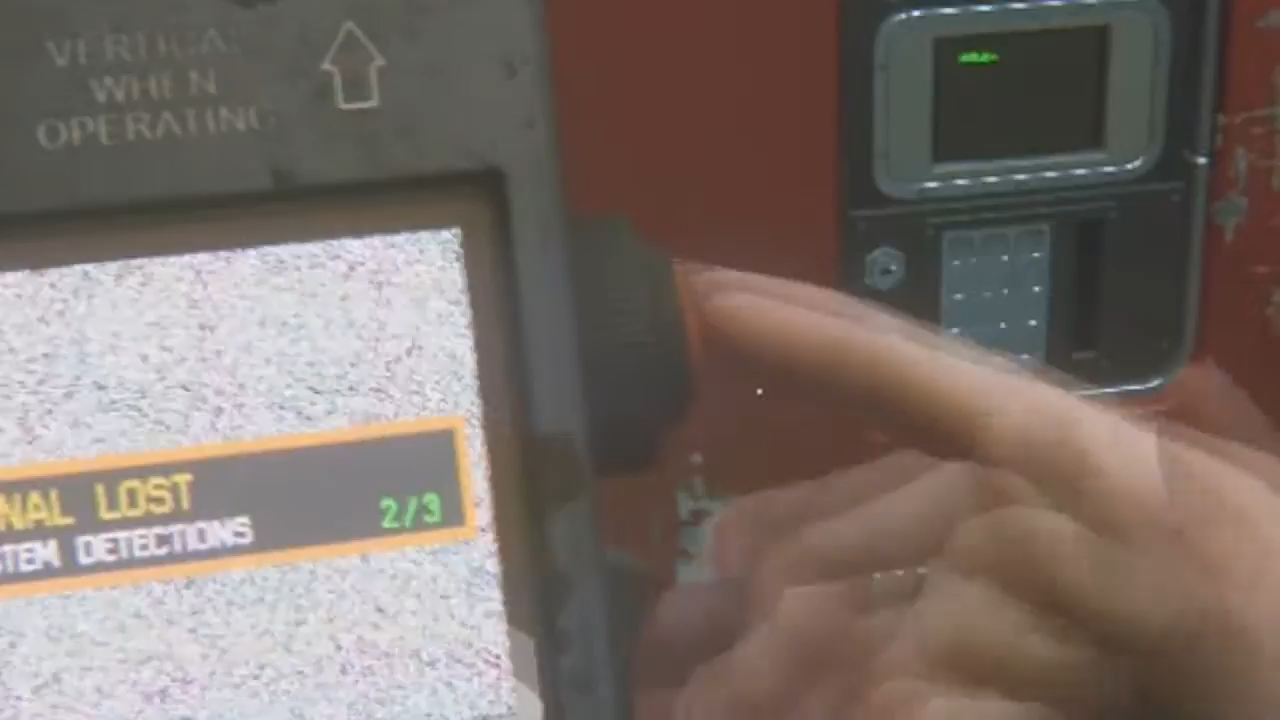 VERTICAL
WHEN
OPERATING
NAL LOST
STEM DETECTIONS
2/3